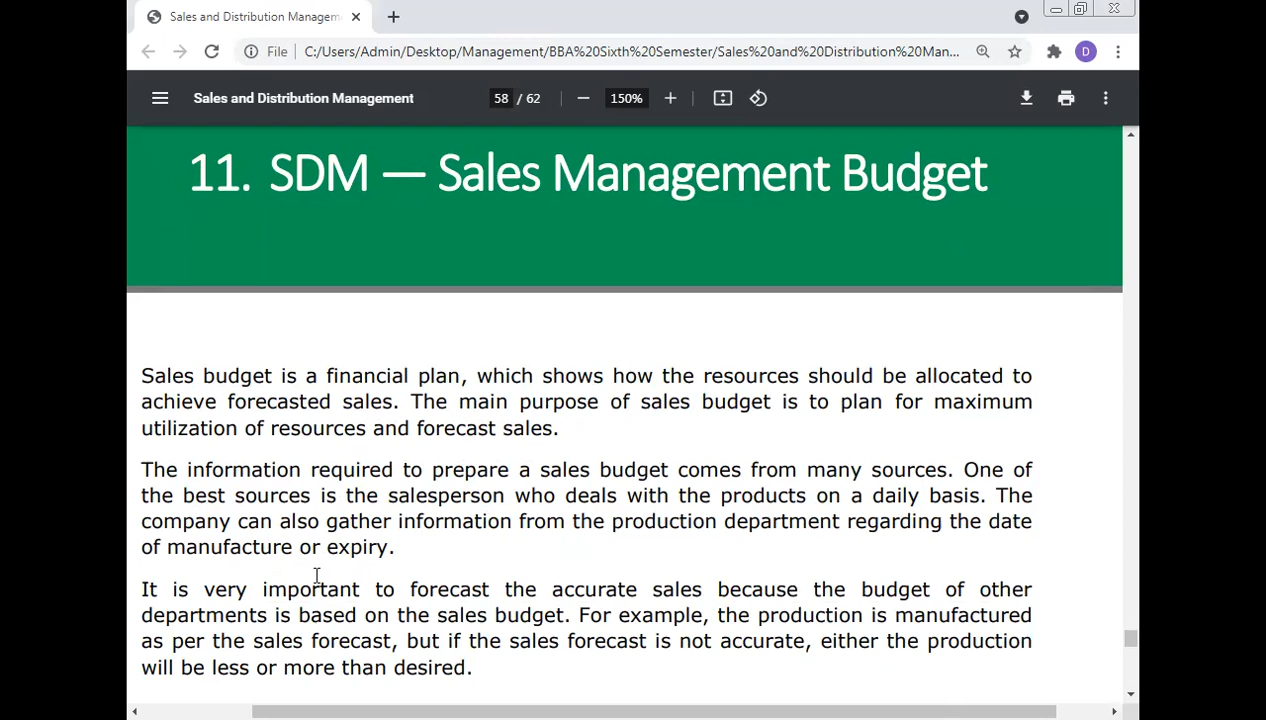 Sales and Distribution Managem
File C:/Users/Admin/Desktop/Management/BBA%20Sixth%20Semester/Sales%20and%20Distribution%20Man... D
Sales and Distribution Management 58 / 62 150%
11. SDM — Sales Management Budget
Sales budget is a financial plan, which shows how the resources should be allocated to
achieve forecasted sales. The main purpose of sales budget is to plan for maximum
utilization of resources and forecast sales.
The information required to prepare a sales budget comes from many sources. One of
the best sources is the salesperson who deals with the products on a daily basis. The
company can also gather information from the production department regarding the date
of manufacture or expiry.
It is very important to forecast the accurate sales because the budget of other
departments is based on the sales budget. For example, the production is manufactured
as per the sales forecast, but if the sales forecast is not accurate, either the production
will be less or more than desired.